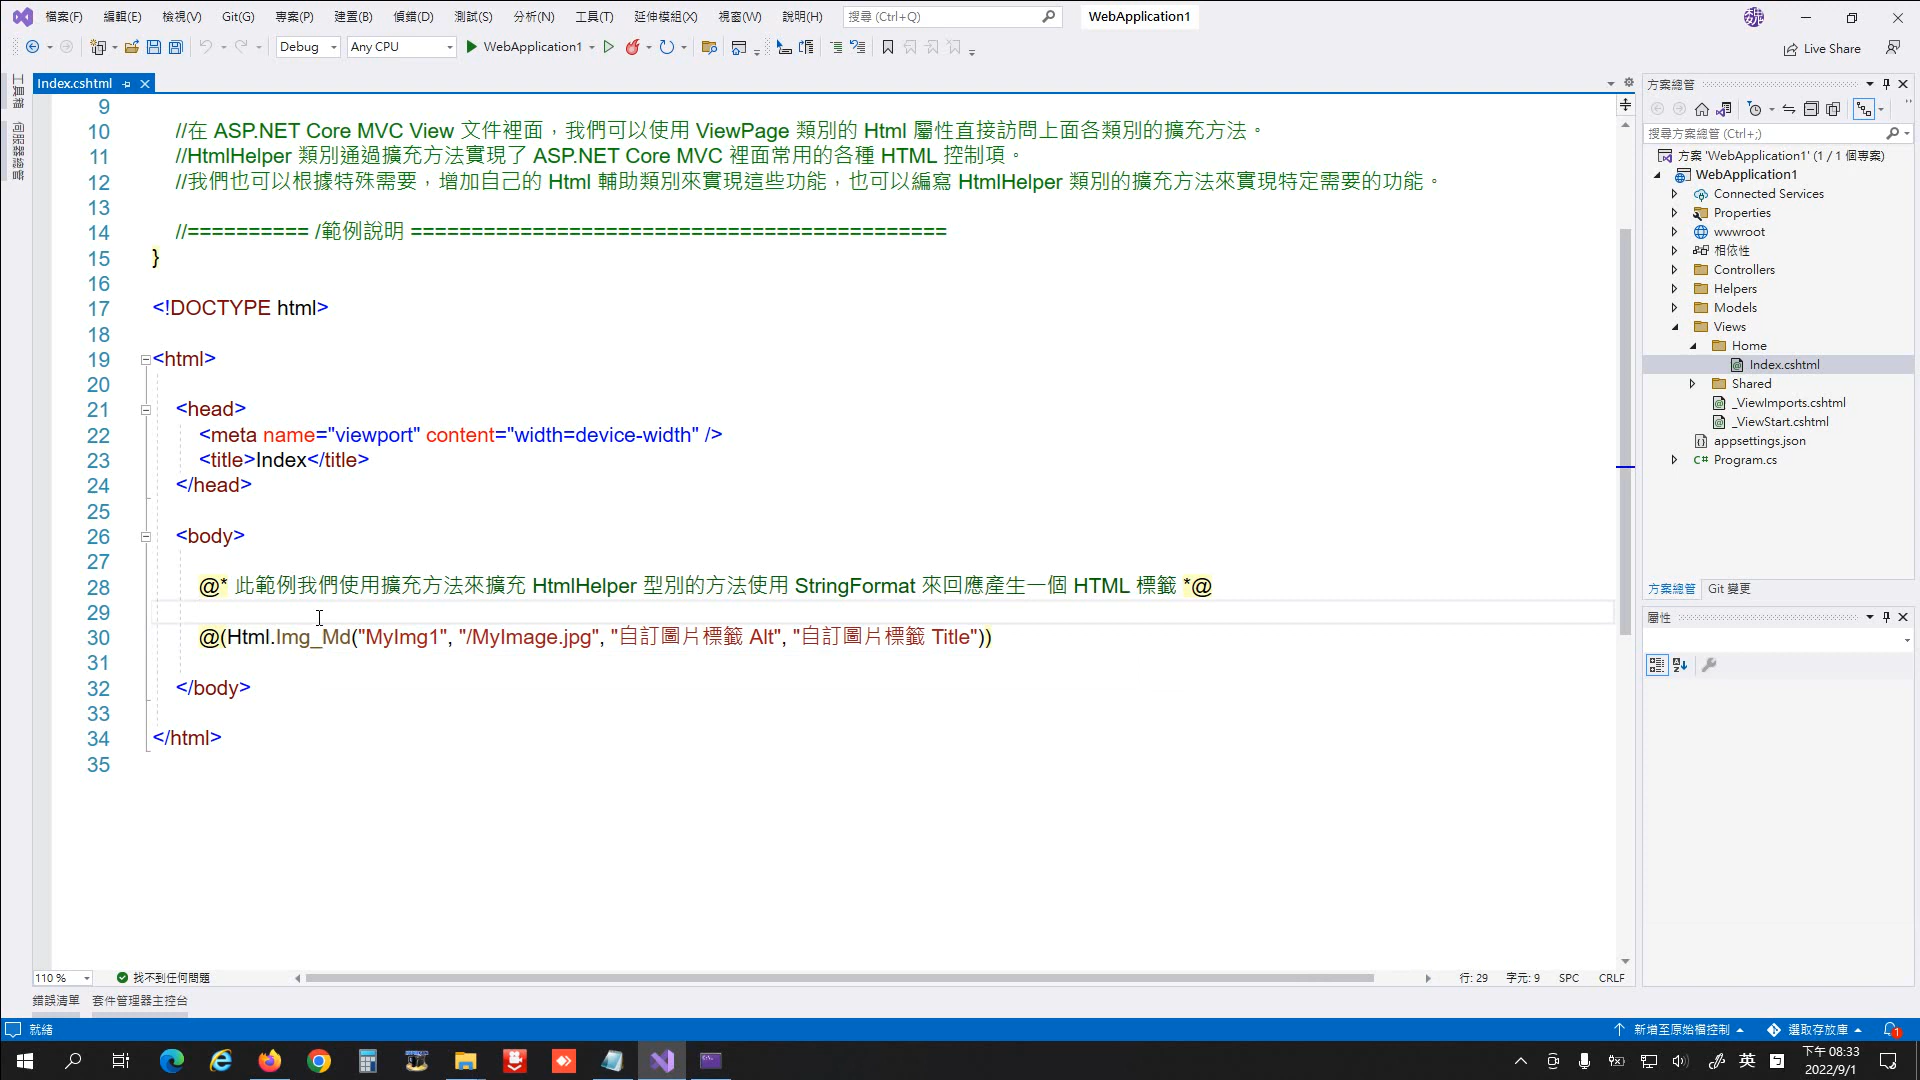 檔案(F) 編輯(E) 檢視(V) Git(G) 專案(P) 建置(B) 偵錯(D) 測試(S) 分析(N) 工具(T) 延伸模組(X) 視窗(W) 說明(H) 搜尋 (Ctrl+Q) WebApplication1
Debug Any CPU WebApplication1 Live Share
工具箱
伺服器總管
Index.cshtml
9
10 //在 ASP.NET Core MVC View 文件裡面，我們可以使用 ViewPage 類別的 Html 屬性直接訪問上面各類別的擴充方法。
11 //HtmlHelper 類別通過擴充方法實現了 ASP.NET Core MVC 裡面常用的各種 HTML 控制項。
12 //我們也可以根據特殊需要，增加自己的 Html 輔助類別來實現這些功能，也可以編寫 HtmlHelper 類別的擴充方法來實現特定需要的功能。
13
14 //========== /範例說明 ============================================
15 }
16
17 <!DOCTYPE html>
18
19 <html>
20
21 <head>
22 <meta name="viewport" content="width=device-width" />
23 <title>Index</title>
24 </head>
25
26 <body>
27
28 @* 此範例我們使用擴充方法來擴充 HtmlHelper 型別的方法使用 StringFormat 來回應產生一個 HTML 標籤 *@
29
30 @(Html.Img_Md("MyImg1", "/MyImage.jpg", "自訂圖片標籤 Alt", "自訂圖片標籤 Title"))
31
32 </body>
33
34 </html>
35
110 % 找不到任何問題 行: 29 字元: 9 SPC CRLF
錯誤清單 套件管理器主控台
方案總管
搜尋方案總管 (Ctrl+;)
方案 'WebApplication1' (1 / 1 個專案)
WebApplication1
Connected Services
Properties
wwwroot
相依性
Controllers
Helpers
Models
Views
Home
Index.cshtml
Shared
_ViewImports.cshtml
_ViewStart.cshtml
appsettings.json
C# Program.cs
方案總管 Git 變更
屬性
就緒 新增至原始檔控制 選取存放庫 1
英 下午 08:33
2022/9/1